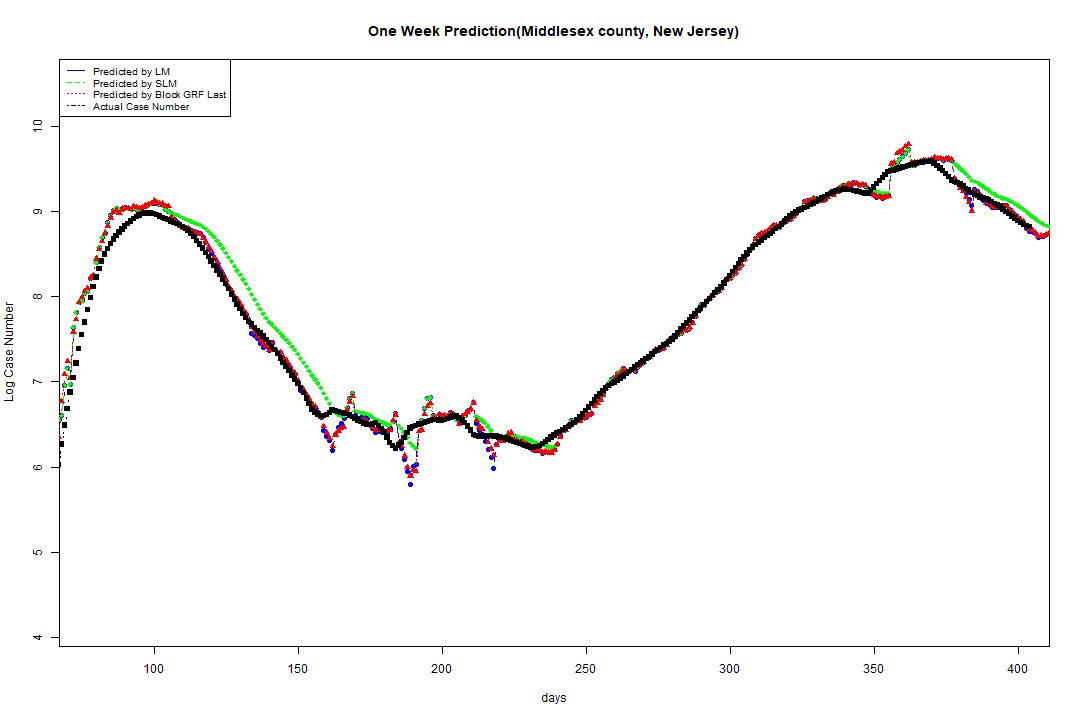 One Week Prediction(Middlesex county, New Jersey)
Predicted by LM
Predicted by SLM
Predicted by Block GRF Last
Actual Case Number
10
9
8
7
6
5
4
Log Case Number
100 150 200 250 300 350 400
days